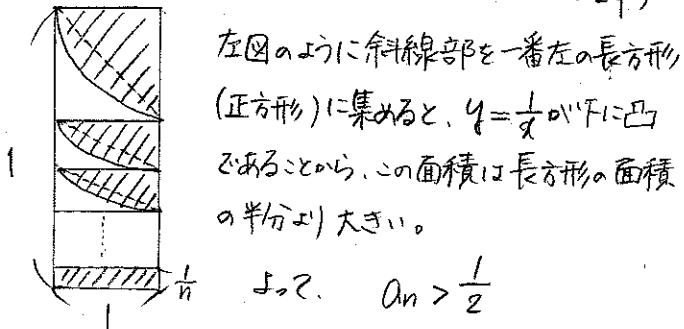 左図のように斜線部を一番左の長方形
(正方形)に集めると、y=1/xが下に凸
であることから、この面積は長方形の面積
の半分より大きい。
よって、 an > 1/2
1
1/n
1